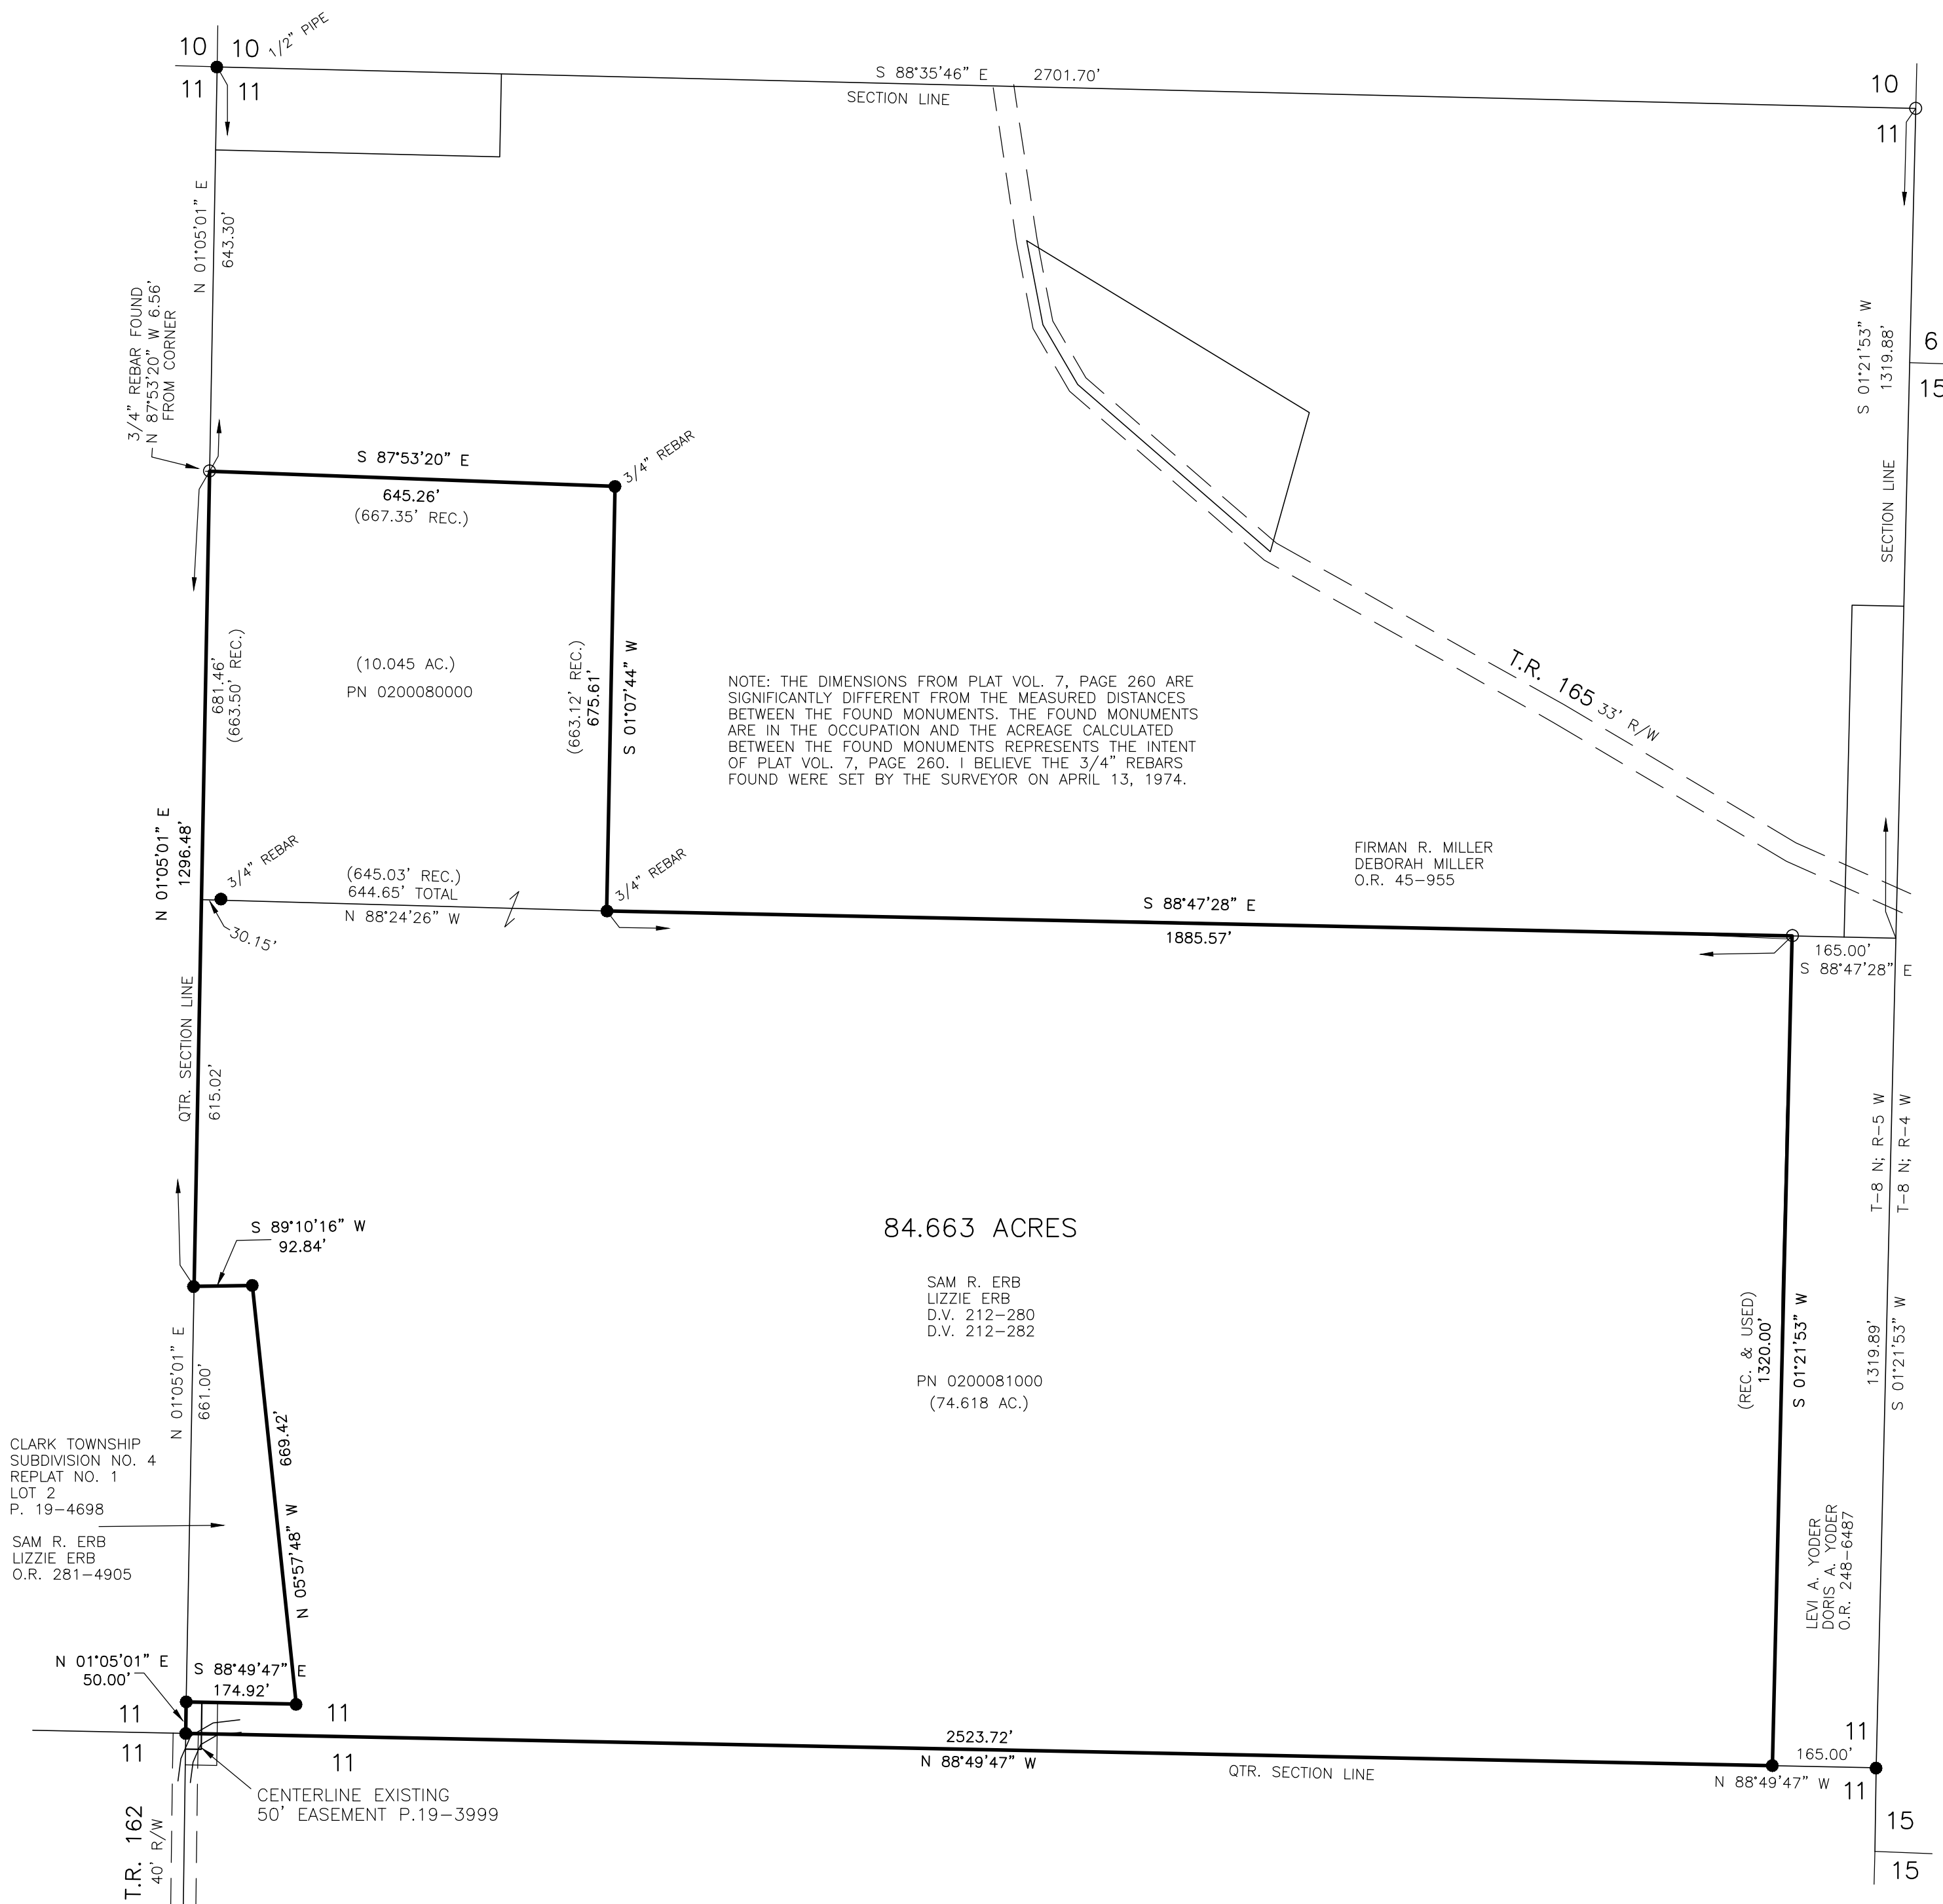 10
10
1/2" PIPE
11
11
S 88°35'46" E
2701.70'
SECTION LINE
10
11
N 01°05'01" E
643.30'
3/4" REBAR FOUND
N 87°53'20" W 6.56'
FROM CORNER
S 01°21'53" W
1319.88'
6
15
SECTION LINE
S 87°53'20" E
645.26'
(667.35' REC.)
3/4" REBAR
681.46'
(663.50' REC.)
(10.045 AC.)
PN 0200080000
(663.12' REC.)
675.61'
S 01°07'44" W
NOTE: THE DIMENSIONS FROM PLAT VOL. 7, PAGE 260 ARE
SIGNIFICANTLY DIFFERENT FROM THE MEASURED DISTANCES
BETWEEN THE FOUND MONUMENTS. THE FOUND MONUMENTS
ARE IN THE OCCUPATION AND THE ACREAGE CALCULATED
BETWEEN THE FOUND MONUMENTS REPRESENTS THE INTENT
OF PLAT VOL. 7, PAGE 260. I BELIEVE THE 3/4" REBARS
FOUND WERE SET BY THE SURVEYOR ON APRIL 13, 1974.
T.R. 165 33' R/W
N 01°05'01" E
1296.48'
3/4" REBAR
(645.03' REC.)
644.65' TOTAL
N 88°24'26" W
30.15'
3/4" REBAR
FIRMAN R. MILLER
DEBORAH MILLER
O.R. 45-955
S 88°47'28" E
1885.57'
165.00'
S 88°47'28" E
QTR. SECTION LINE
615.02'
T-8 N; R-5 W
T-8 N; R-4 W
S 89°10'16" W
92.84'
84.663 ACRES
SAM R. ERB
LIZZIE ERB
D.V. 212-280
D.V. 212-282
PN 0200081000
(74.618 AC.)
(REC. & USED)
1320.00'
S 01°21'53" W
1319.89'
S 01°21'53" W
N 01°05'01" E
661.00'
669.42'
N 05°57'48" W
CLARK TOWNSHIP
SUBDIVISION NO. 4
REPLAT NO. 1
LOT 2
P. 19-4698
SAM R. ERB
LIZZIE ERB
O.R. 281-4905
LEVI A. YODER
DORIS A. YODER
O.R. 248-6487
N 01°05'01" E
50.00'
S 88°49'47" E
174.92'
11
11
11
11
2523.72'
N 88°49'47" W
QTR. SECTION LINE
11
165.00'
N 88°49'47" W
11
CENTERLINE EXISTING
50' EASEMENT P.19-3999
T.R. 162
40' R/W
15
15